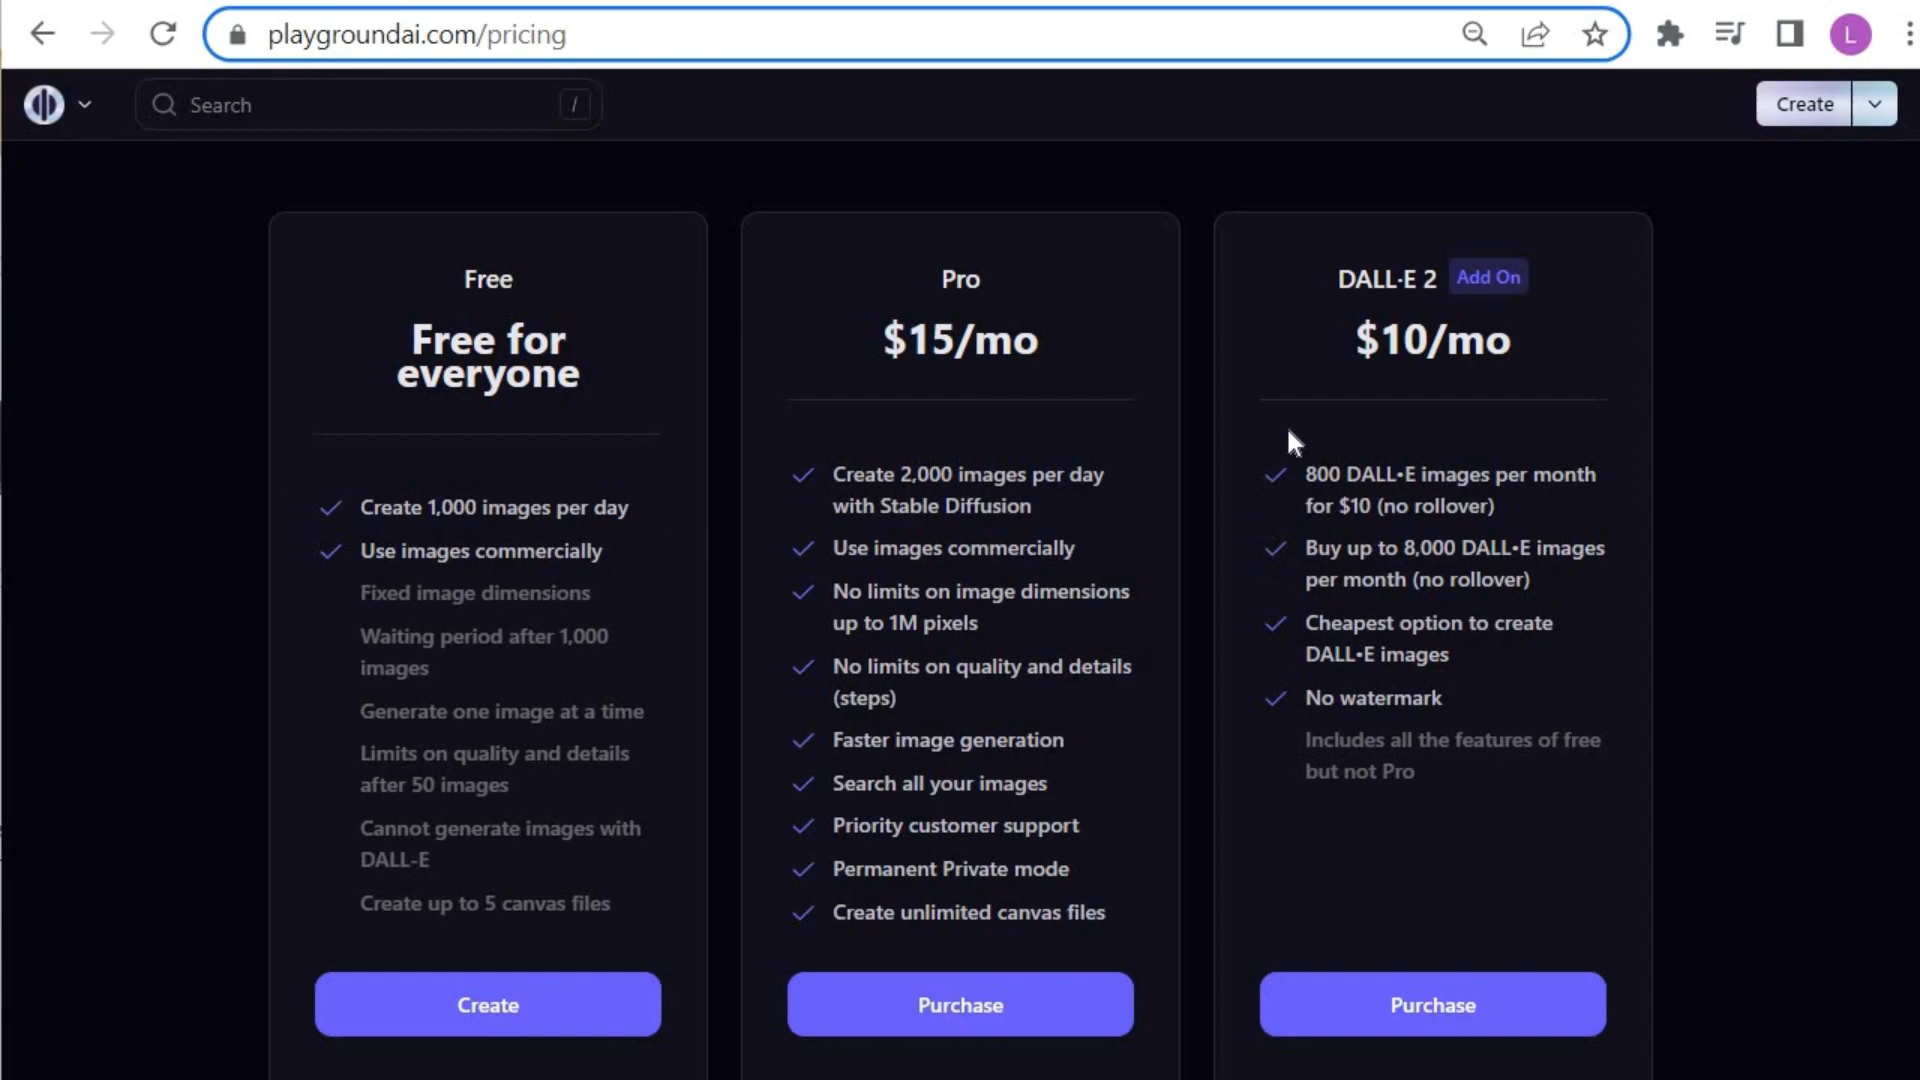 playgroundai.com/pricing
L
Search
/
Create
Free
Free for
everyone
Create 1,000 images per day
Use images commercially
Fixed image dimensions
Waiting period after 1,000
images
Generate one image at a time
Limits on quality and details
after 50 images
Cannot generate images with
DALL-E
Create up to 5 canvas files
Create
Pro
$15/mo
Create 2,000 images per day
with Stable Diffusion
Use images commercially
No limits on image dimensions
up to 1M pixels
No limits on quality and details
(steps)
Faster image generation
Search all your images
Priority customer support
Permanent Private mode
Create unlimited canvas files
Purchase
DALL·E 2 Add On
$10/mo
800 DALL•E images per month
for $10 (no rollover)
Buy up to 8,000 DALL•E images
per month (no rollover)
Cheapest option to create
DALL•E images
No watermark
Includes all the features of free
but not Pro
Purchase